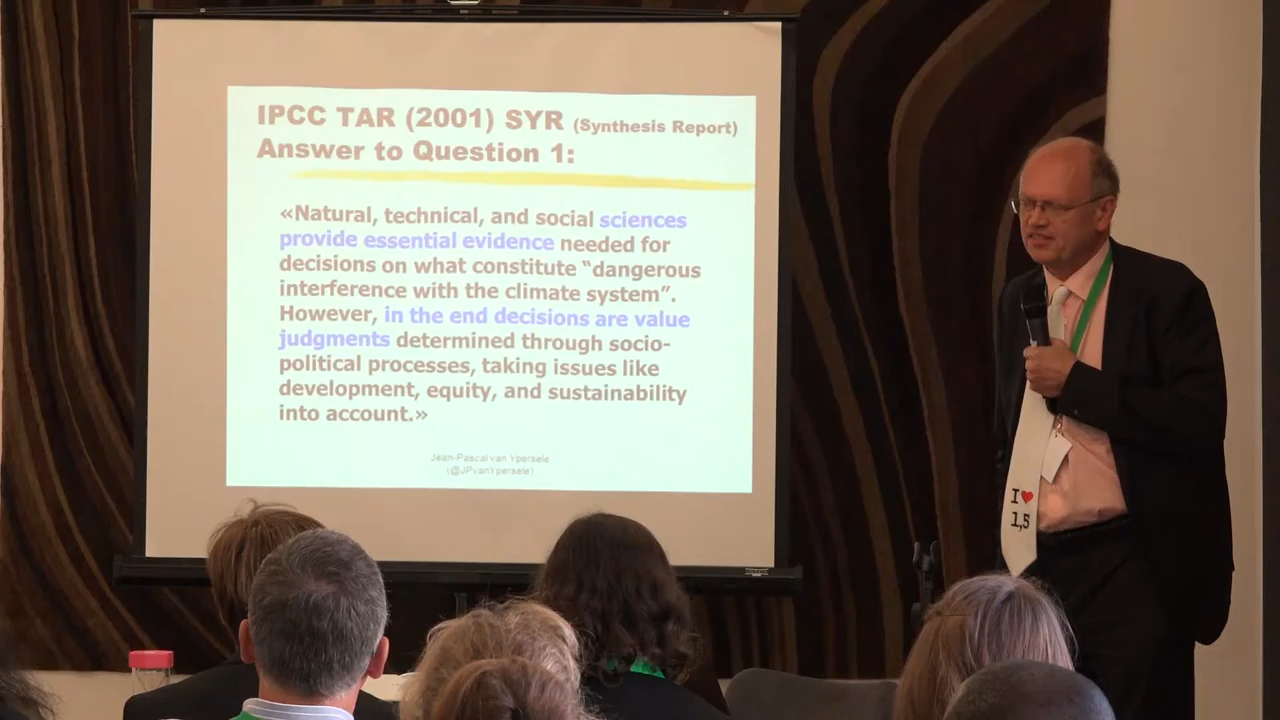 IPCC TAR (2001) SYR (Synthesis Report)
Answer to Question 1:
«Natural, technical, and social sciences
provide essential evidence needed for
decisions on what constitute “dangerous
interference with the climate system”.
However, in the end decisions are value
judgments determined through socio-
political processes, taking issues like
development, equity, and sustainability
into account.»
Jean-Pascal van Ypersele
(@JPvanYpersele)
I♥
1,5